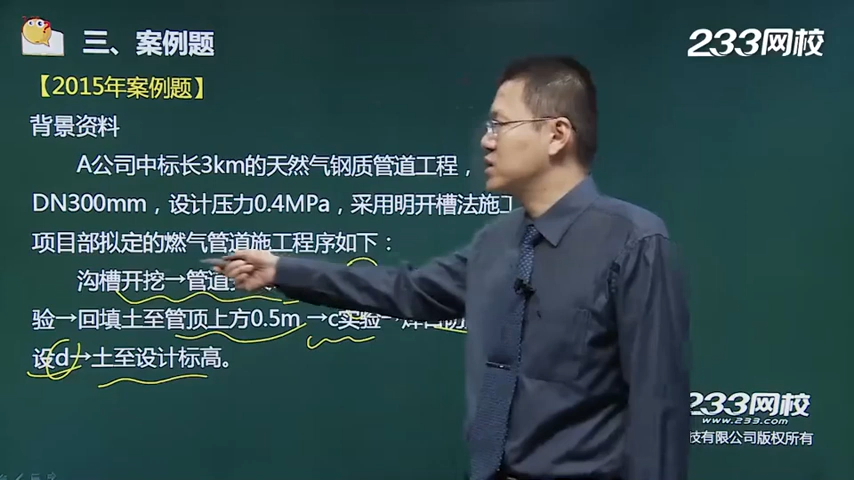 三、案例题
233网校
【2015年案例题】
背景资料
A公司中标长3km的天然气钢质管道工程，
DN300mm，设计压力0.4MPa，采用明开槽法施工
项目部拟定的燃气管道施工程序如下：
沟槽开挖→管道
验→回填土至管顶上方0.5m→c实验
设d→土至设计标高。
233网校
www.233.com
技有限公司版权所有